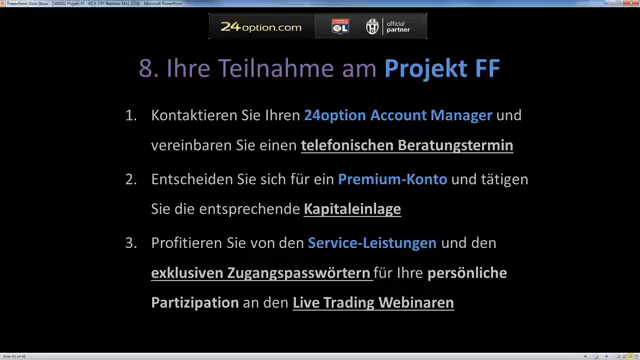 24option.com
OL
JUVENTUS
official
partner
8. Ihre Teilnahme am Projekt FF
1. Kontaktieren Sie Ihren 24option Account Manager und
vereinbaren Sie einen telefonischen Beratungstermin
2. Entscheiden Sie sich für ein Premium-Konto und tätigen
Sie die entsprechende Kapitaleinlage
3. Profitieren Sie von den Service-Leistungen und den
exklusiven Zugangspasswörtern für Ihre persönliche
Partizipation an den Live Trading Webinaren